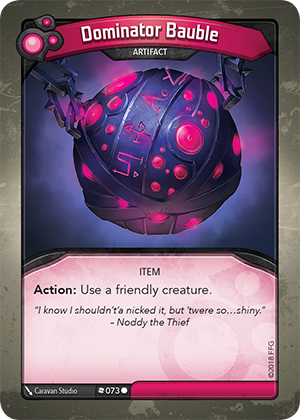 Dominator Bauble
ARTIFACT
ITEM
Action: Use a friendly creature.
"I know I shouldn't'a nicked it, but 'twere so…shiny."
– Noddy the Thief
Caravan Studio
073
©2018 FFG